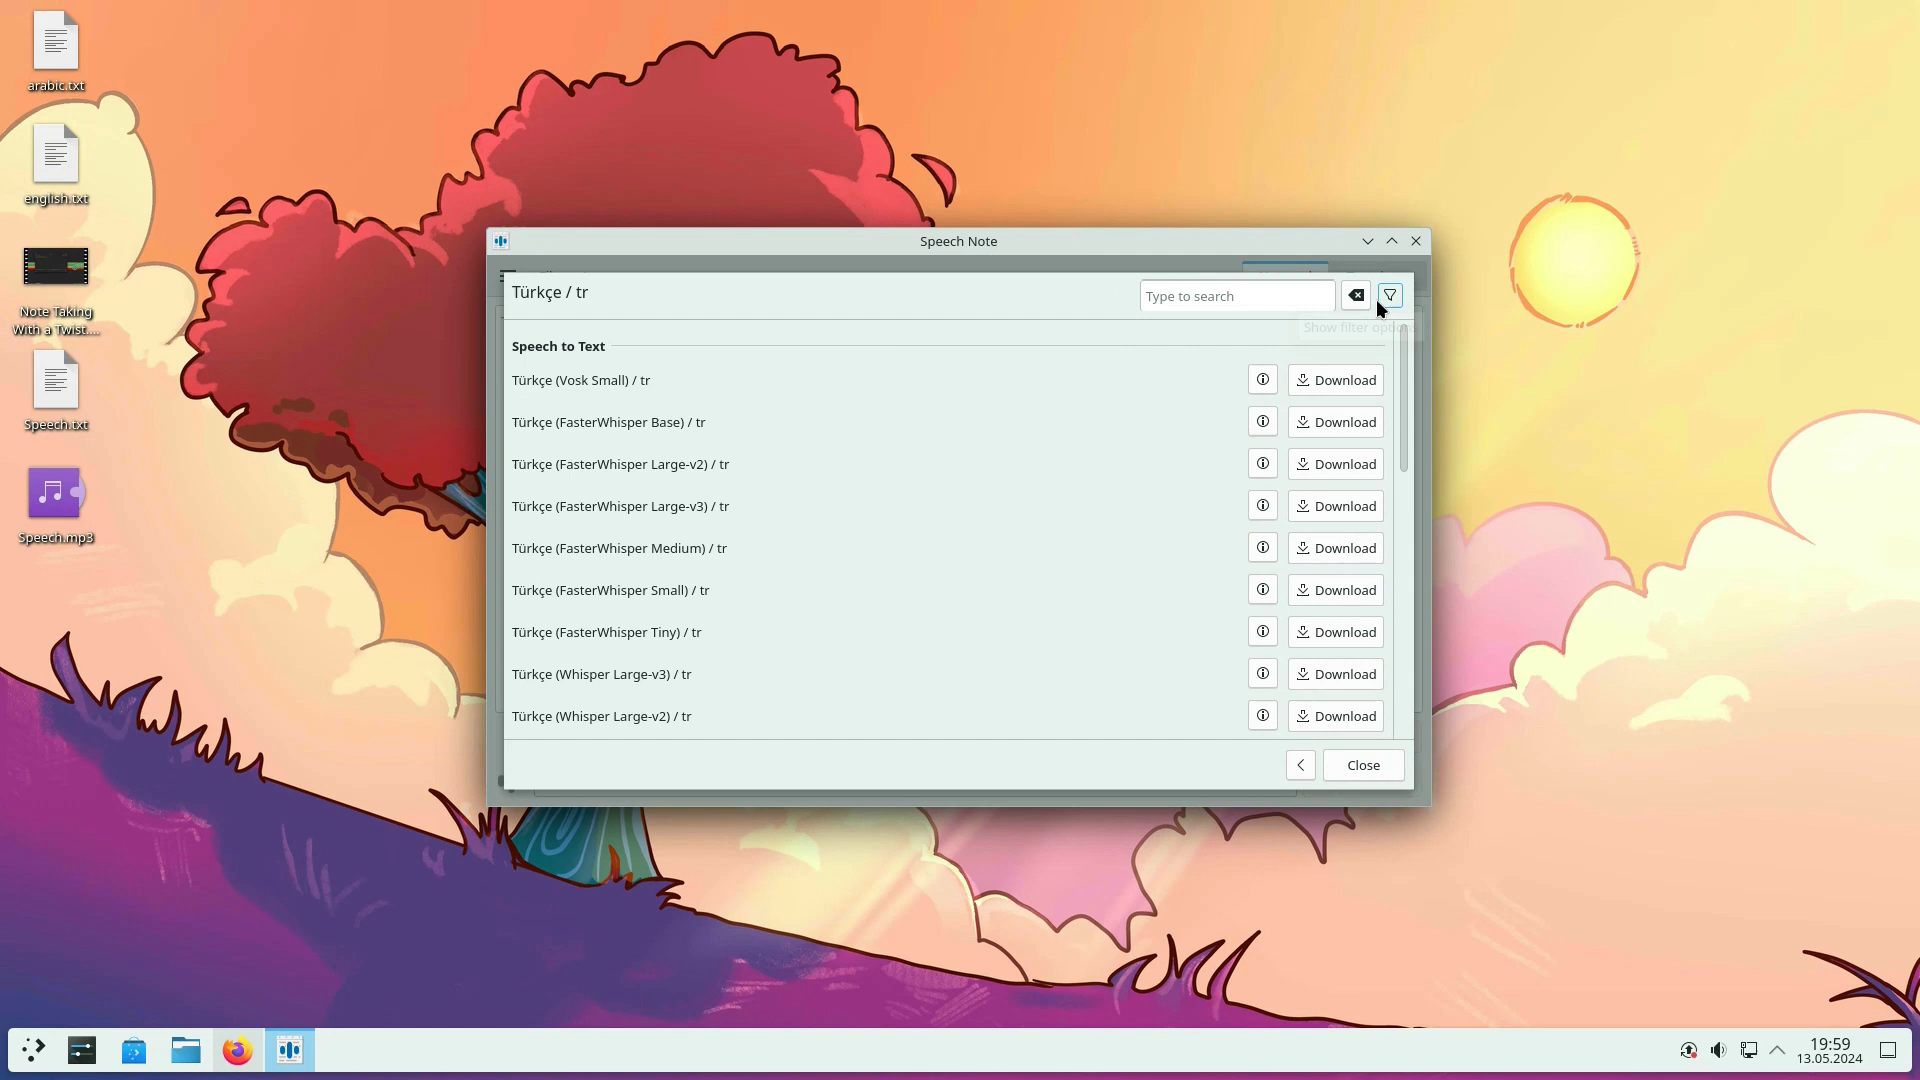 arabic.txt
english.txt
Note Taking
With a Twist....
Speech.txt
Speech.mp3
Speech Note
Türkçe / tr
Type to search
Show filter options
Speech to Text
Türkçe (Vosk Small) / tr
Download
Türkçe (FasterWhisper Base) / tr
Download
Türkçe (FasterWhisper Large-v2) / tr
Download
Türkçe (FasterWhisper Large-v3) / tr
Download
Türkçe (FasterWhisper Medium) / tr
Download
Türkçe (FasterWhisper Small) / tr
Download
Türkçe (FasterWhisper Tiny) / tr
Download
Türkçe (Whisper Large-v3) / tr
Download
Türkçe (Whisper Large-v2) / tr
Download
Close
19:59
13.05.2024